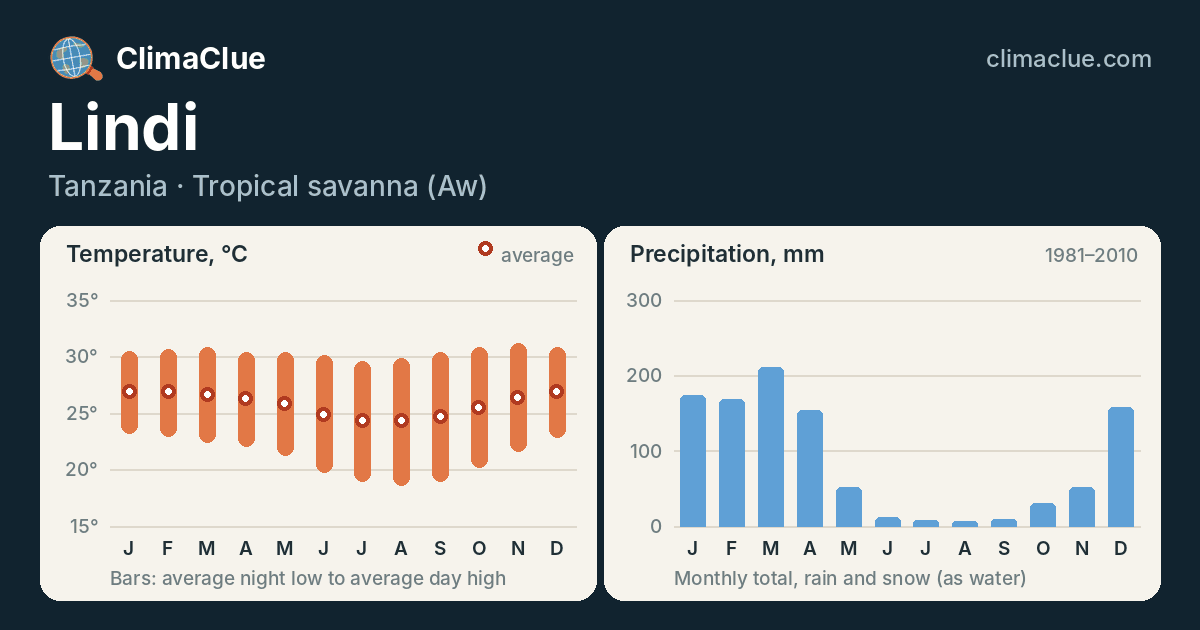 ClimaClue
climaclue.com
Lindi
Tanzania · Tropical savanna (Aw)
Temperature, °C
average
35°
30°
25°
20°
15°
J F M A M J J A S O N D
Bars: average night low to average day high
Precipitation, mm
1981–2010
300
200
100
0
J F M A M J J A S O N D
Monthly total, rain and snow (as water)